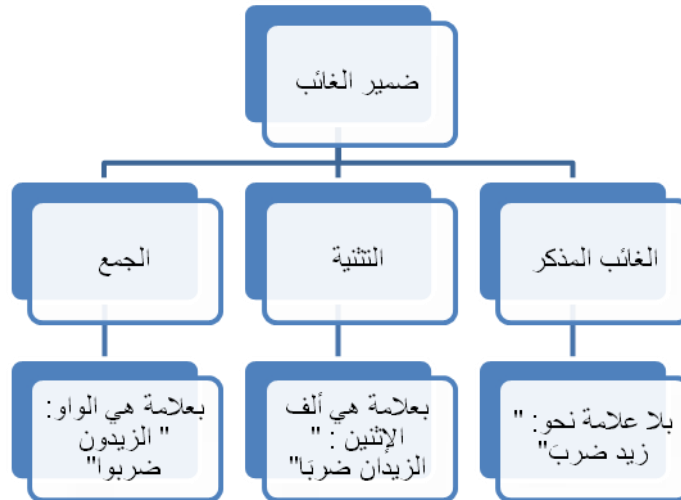 ضمير الغائب
الغائب المذكر
التثنية
الجمع
بلا علامة نحو: "
زيد ضربَ"
بعلامة هي ألف
الإثنين : "
الزيدان ضربَا"
بعلامة هي الواو:
" الزيدون
ضربوا"